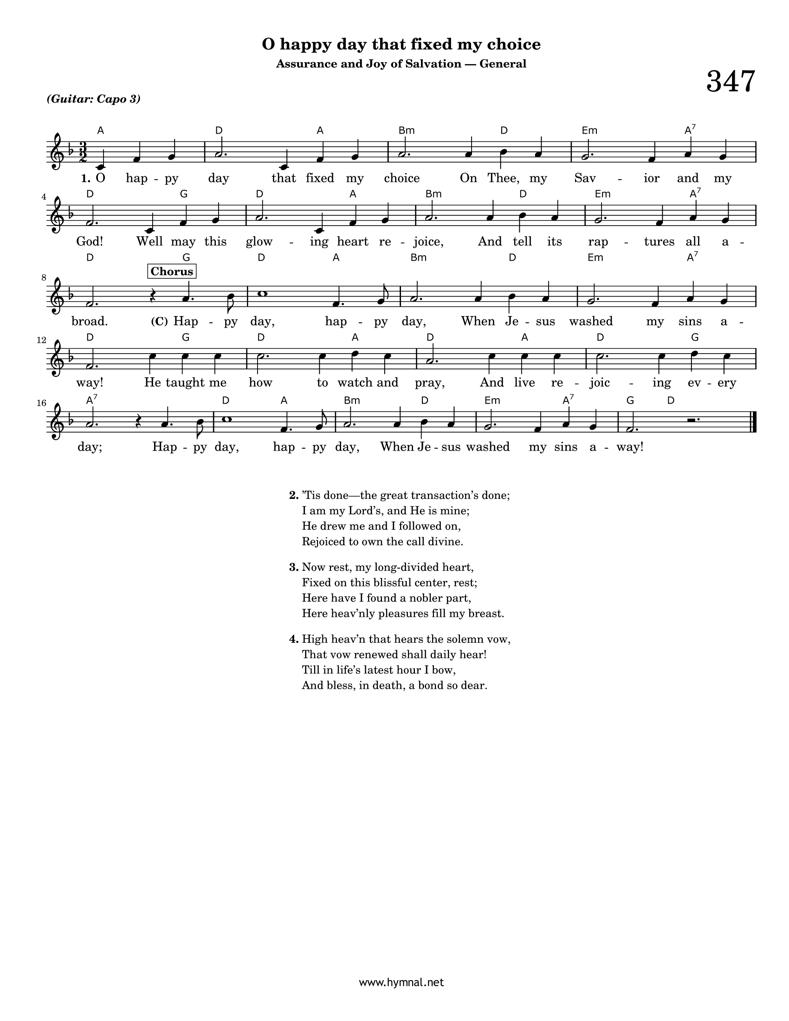 O happy day that fixed my choice
Assurance and Joy of Salvation — General
347
(Guitar: Capo 3)
A D A Bm D Em A7
1. O hap - py day that fixed my choice On Thee, my Sav - ior and my
4
D G D A Bm D Em A7
God! Well may this glow - ing heart re - joice, And tell its rap - tures all a -
8
D G D A Bm D Em A7
Chorus
broad. (C) Hap - py day, hap - py day, When Je - sus washed my sins a -
12
D G D A D A D G
way! He taught me how to watch and pray, And live re - joic - ing ev - ery
16
A7 D A Bm D Em A7 G D
day; Hap - py day, hap - py day, When Je - sus washed my sins a - way!
2. 'Tis done—the great transaction's done;
I am my Lord's, and He is mine;
He drew me and I followed on,
Rejoiced to own the call divine.
3. Now rest, my long-divided heart,
Fixed on this blissful center, rest;
Here have I found a nobler part,
Here heav'nly pleasures fill my breast.
4. High heav'n that hears the solemn vow,
That vow renewed shall daily hear!
Till in life's latest hour I bow,
And bless, in death, a bond so dear.
www.hymnal.net